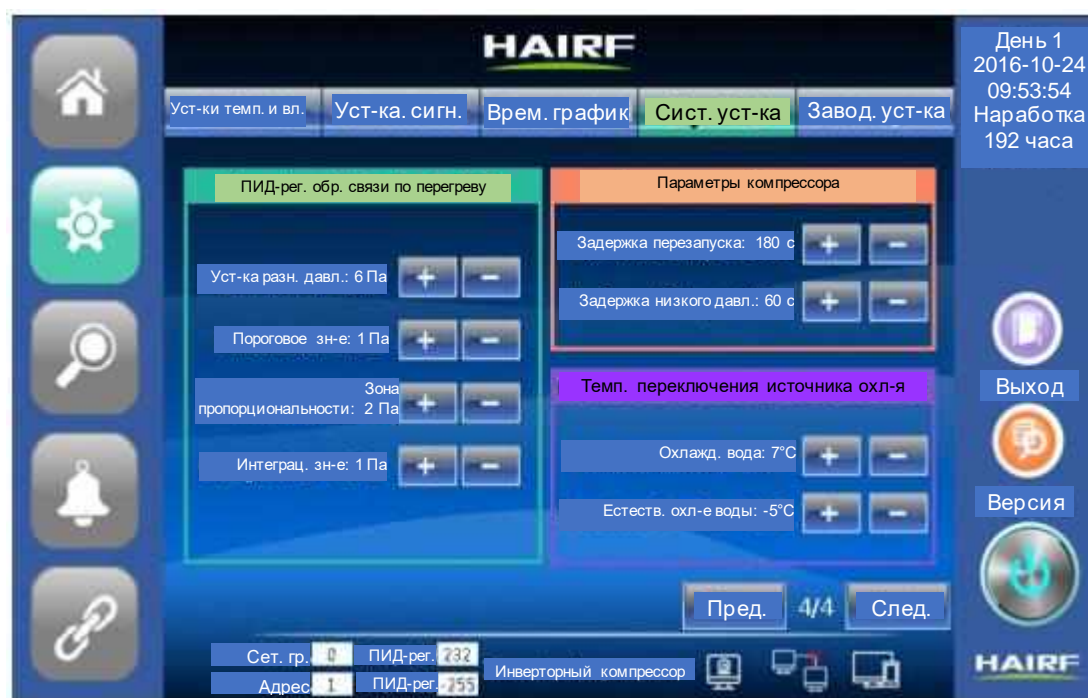 HAIRF
День 1
2016-10-24
09:53:54
Наработка
192 часа
Уст-ки темп. и вл.
Уст-ка. сигн.
Врем. график
Сист. уст-ка
Завод. уст-ка
ПИД-рег. обр. связи по перегреву
Уст-ка разн. давл.: 6 Па
+ -
Пороговое зн-е: 1 Па
+ -
Зона
пропорциональности: 2 Па
+ -
Интеграц. зн-е: 1 Па
+ -
Параметры компрессора
Задержка перезапуска: 180 с
+ -
Задержка низкого давл.: 60 с
+ -
Темп. переключения источника охл-я
Охлажд. вода: 7°C
+ -
Естеств. охл-е воды: -5°C
+ -
Выход
Версия
Пред.
4/4
След.
Сет. гр. 0 ПИД-рег. 232
Адрес 1 ПИД-рег. -255
Инверторный компрессор
HAIRF